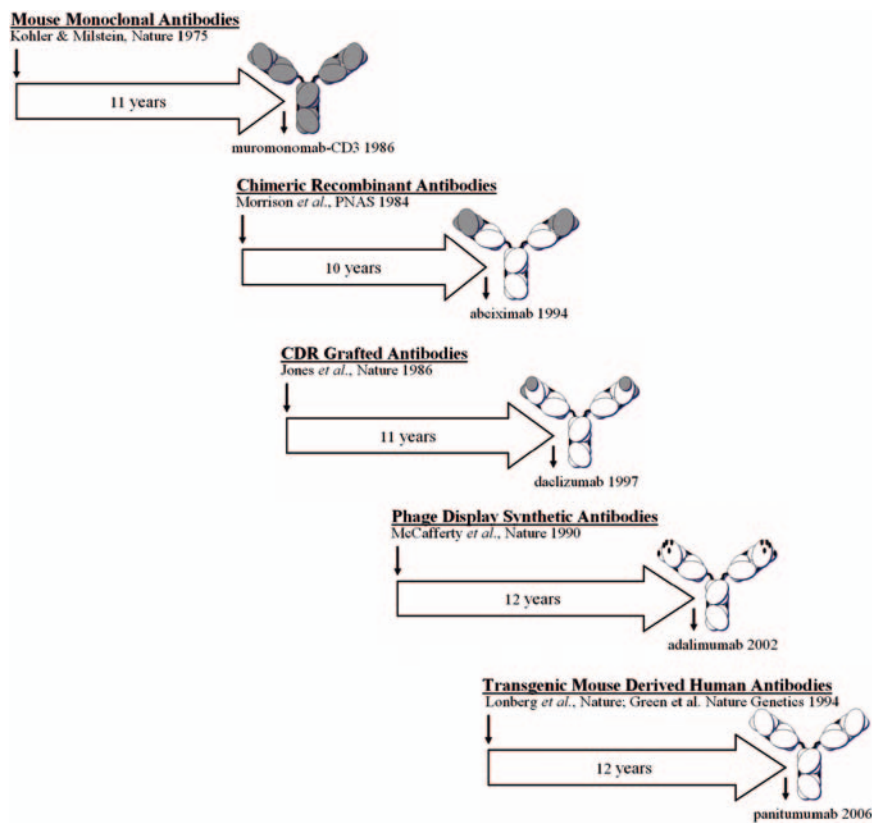 Mouse Monoclonal Antibodies
Kohler & Milstein, Nature 1975
11 years
muromonomab-CD3 1986
Chimeric Recombinant Antibodies
Morrison et al., PNAS 1984
10 years
abciximab 1994
CDR Grafted Antibodies
Jones et al., Nature 1986
11 years
daclizumab 1997
Phage Display Synthetic Antibodies
McCafferty et al., Nature 1990
12 years
adalimumab 2002
Transgenic Mouse Derived Human Antibodies
Lonberg et al., Nature; Green et al. Nature Genetics 1994
12 years
panitumumab 2006